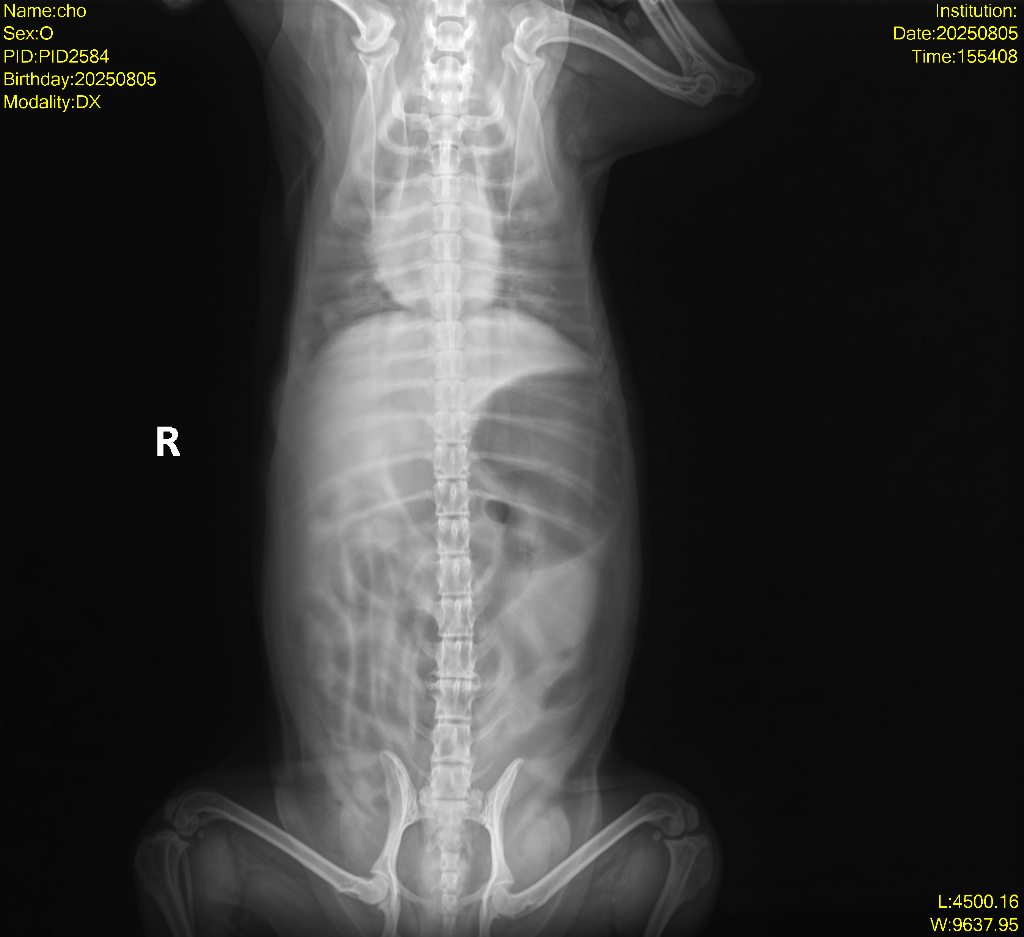 Name:cho
Sex:O
PID:PID2584
Birthday:20250805
Modality:DX
Institution:
Date:20250805
Time:155408
R
L:4500.16
W:9637.95